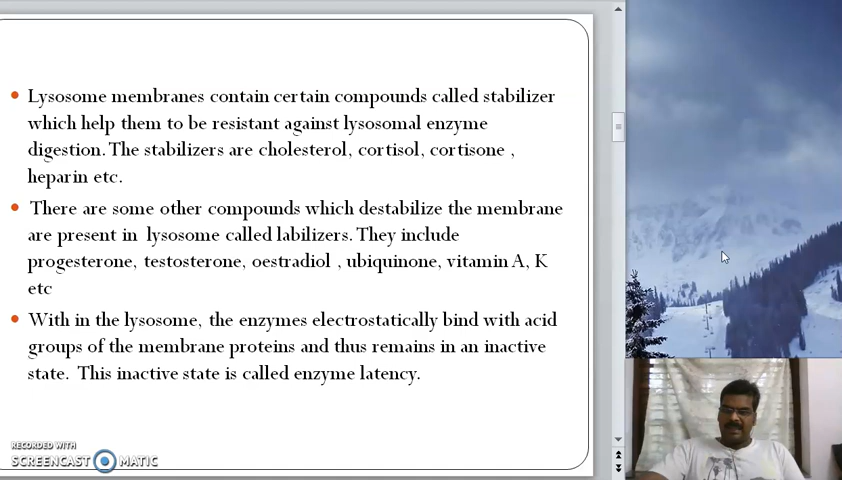 Lysosome membranes contain certain compounds called stabilizer
which help them to be resistant against lysosomal enzyme
digestion. The stabilizers are cholesterol, cortisol, cortisone ,
heparin etc.
There are some other compounds which destabilize the membrane
are present in lysosome called labilizers. They include
progesterone, testosterone, oestradiol , ubiquinone, vitamin A, K
etc
With in the lysosome, the enzymes electrostatically bind with acid
groups of the membrane proteins and thus remains in an inactive
state. This inactive state is called enzyme latency.
RECORDED WITH
SCREENCAST MATIC